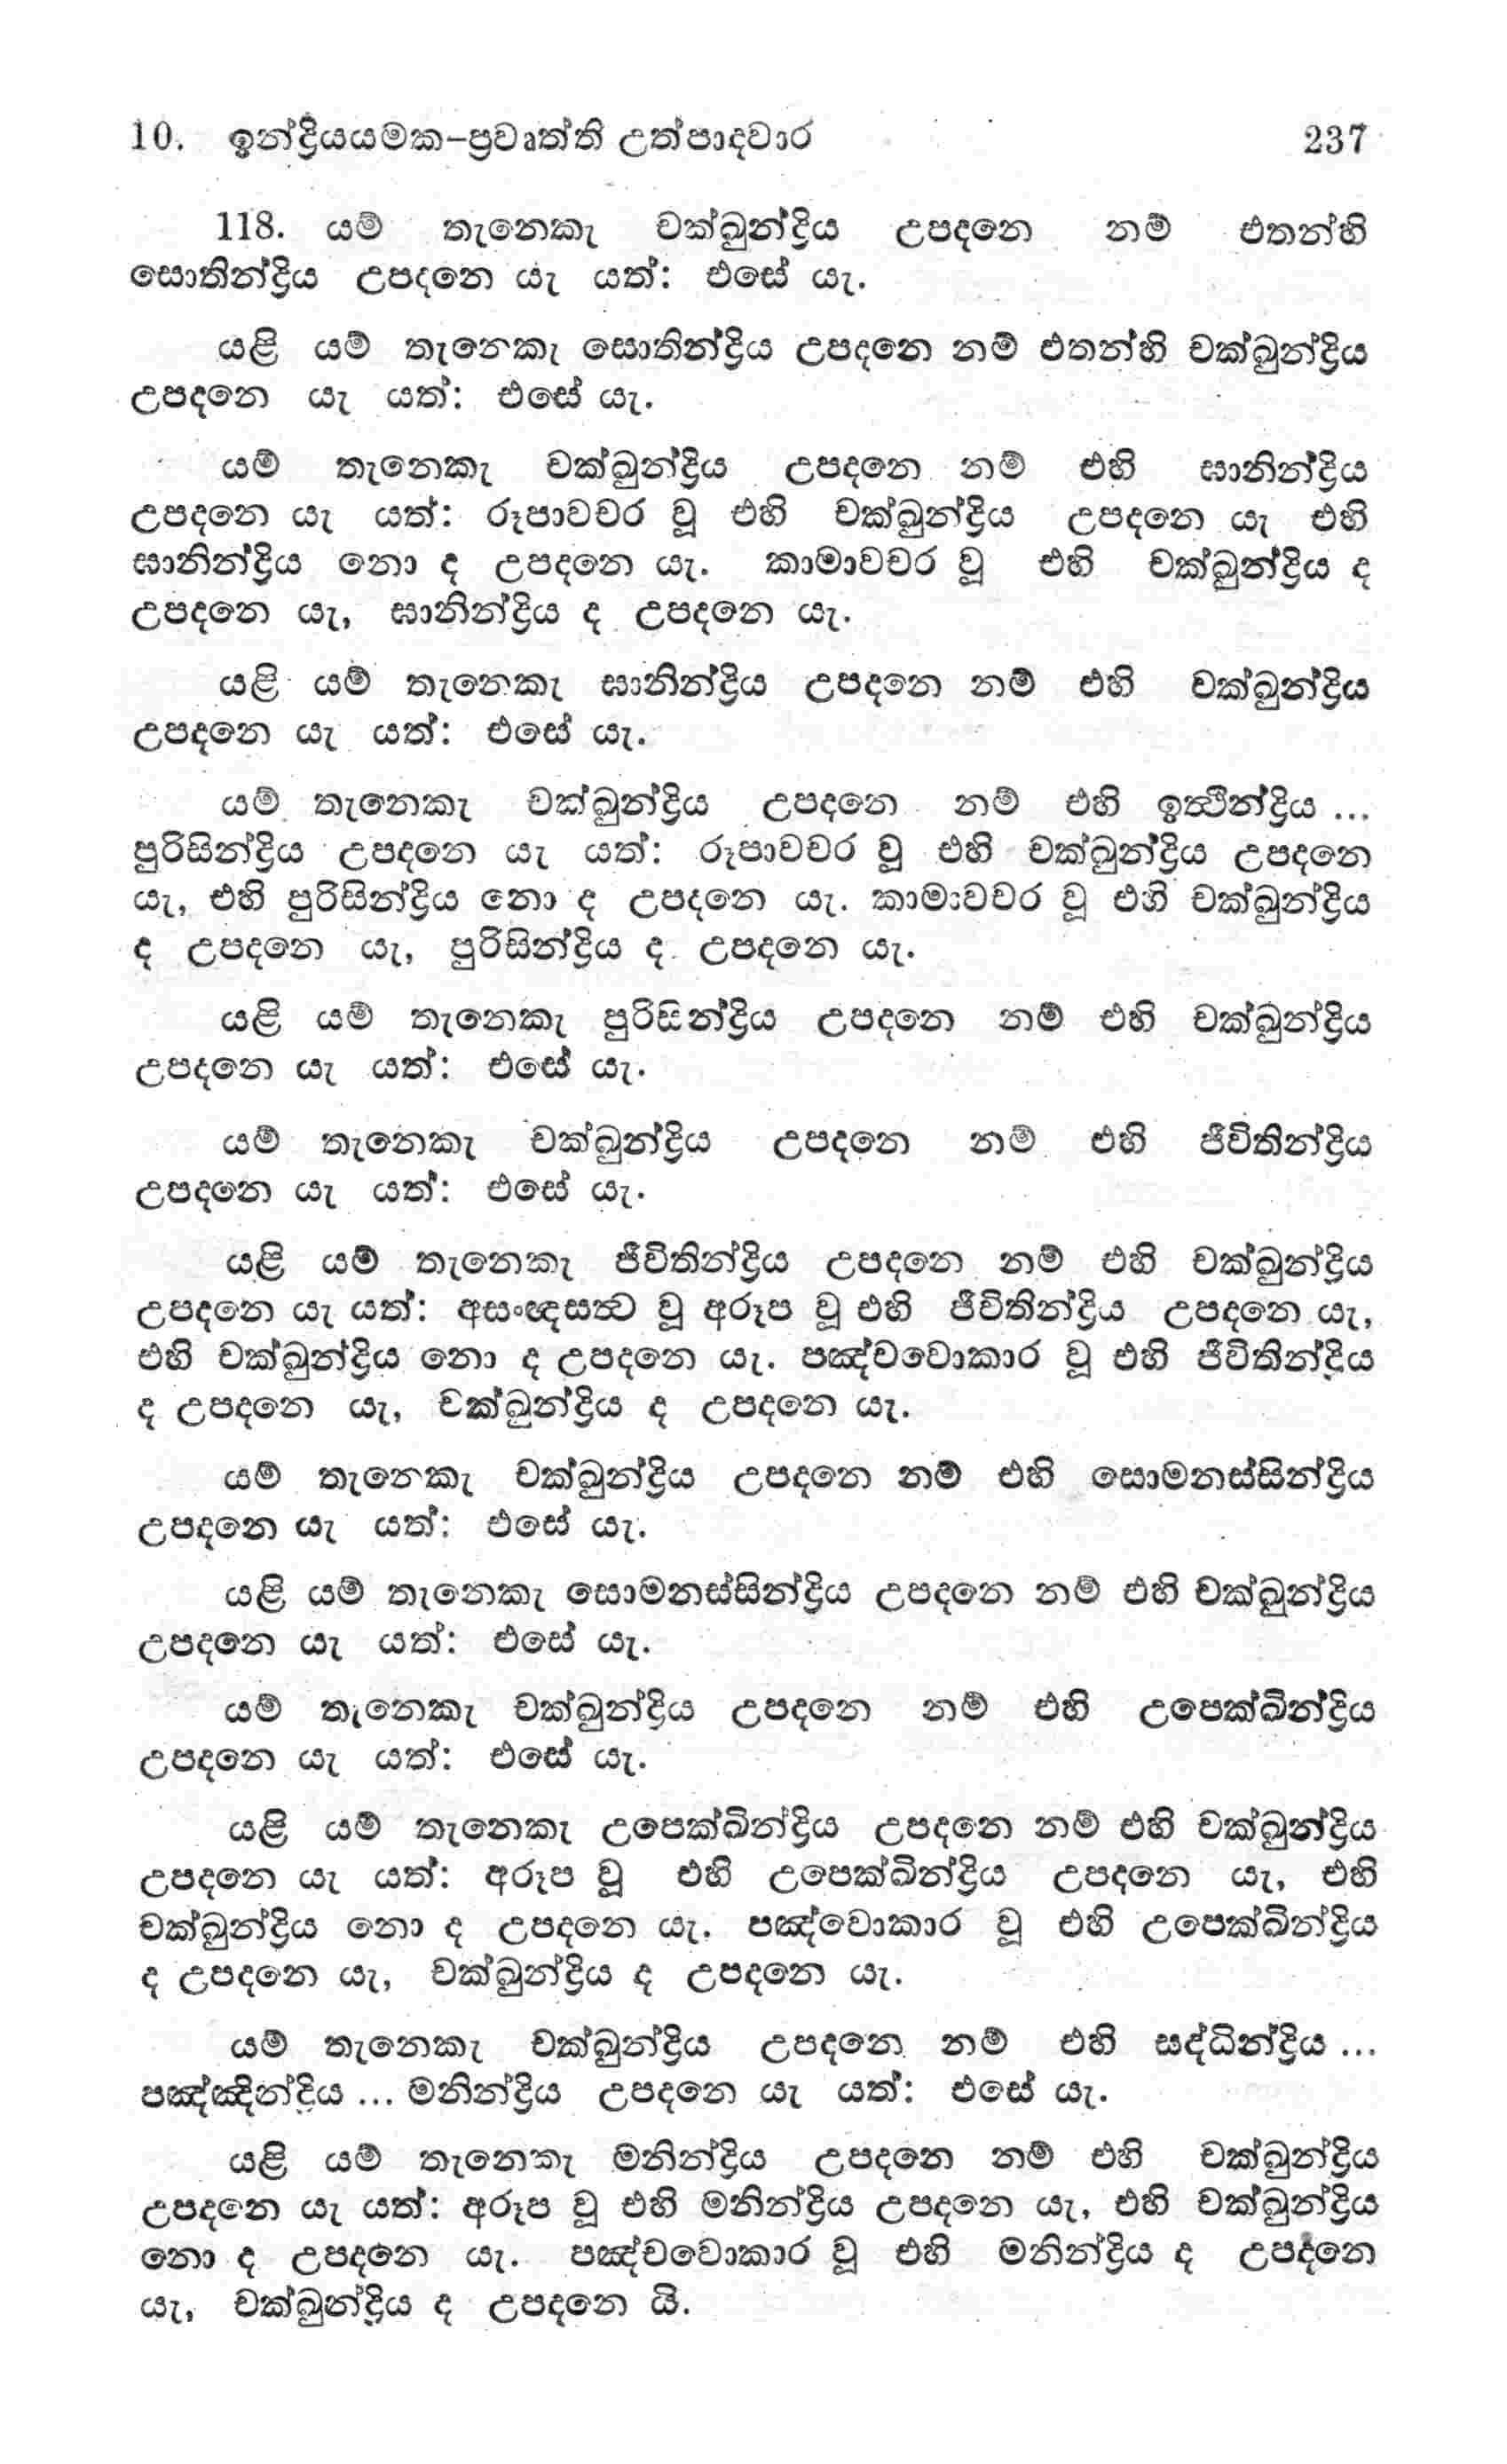 10. ඉන්ද්‍රියයමක-ප්‍රවෘත්ති උත්පාදවාර 237
118. යම් තැනෙකැ චක්ඛුන්ද්‍රිය උපදනෙ නම් එතන්හි
සොතින්ද්‍රිය උපදනෙ යැ යත්: එසේ යැ.
යළි යම් තැනෙකැ සොතින්ද්‍රිය උපදනෙ නම් එතන්හි චක්ඛුන්ද්‍රිය
උපදනෙ යැ යත්: එසේ යැ.
යම් තැනෙකැ චක්ඛුන්ද්‍රිය උපදනෙ නම් එහි ඝානින්ද්‍රිය
උපදනෙ යැ යත්: රූපාවචර වූ එහි චක්ඛුන්ද්‍රිය උපදනෙ යැ එහි
ඝානින්ද්‍රිය නො ද උපදනෙ යැ. කාමාවචර වූ එහි චක්ඛුන්ද්‍රිය ද
උපදනෙ යැ, ඝානින්ද්‍රිය ද උපදනෙ යැ.
යළි යම් තැනෙකැ ඝානින්ද්‍රිය උපදනෙ නම් එහි චක්ඛුන්ද්‍රිය
උපදනෙ යැ යත්: එසේ යැ.
යම් තැනෙකැ චක්ඛුන්ද්‍රිය උපදනෙ නම් එහි ඉත්‍ථින්ද්‍රිය ...
පුරිසින්ද්‍රිය උපදනෙ යැ යත්: රූපාවචර වූ එහි චක්ඛුන්ද්‍රිය උපදනෙ
යැ, එහි පුරිසින්ද්‍රිය නො ද උපදනෙ යැ. කාමාවචර වූ එහි චක්ඛුන්ද්‍රිය
ද උපදනෙ යැ, පුරිසින්ද්‍රිය ද උපදනෙ යැ.
යළි යම් තැනෙකැ පුරිසින්ද්‍රිය උපදනෙ නම් එහි චක්ඛුන්ද්‍රිය
උපදනෙ යැ යත්: එසේ යැ.
යම් තැනෙකැ චක්ඛුන්ද්‍රිය උපදනෙ නම් එහි ජීවිතින්ද්‍රිය
උපදනෙ යැ යත්: එසේ යැ.
යළි යම් තැනෙකැ ජීවිතින්ද්‍රිය උපදනෙ නම් එහි චක්ඛුන්ද්‍රිය
උපදනෙ යැ යත්: අසංඥසත්‍ව වූ අරූප වූ එහි ජීවිතින්ද්‍රිය උපදනෙ යැ,
එහි චක්ඛුන්ද්‍රිය නො ද උපදනෙ යැ. පඤ්චවොකාර වූ එහි ජීවිතින්ද්‍රිය
ද උපදනෙ යැ, චක්ඛුන්ද්‍රිය ද උපදනෙ යැ.
යම් තැනෙකැ චක්ඛුන්ද්‍රිය උපදනෙ නම් එහි සොමනස්සින්ද්‍රිය
උපදනෙ යැ යත්: එසේ යැ.
යළි යම් තැනෙකැ සොමනස්සින්ද්‍රිය උපදනෙ නම් එහි චක්ඛුන්ද්‍රිය
උපදනෙ යැ යත්: එසේ යැ.
යම් තැනෙකැ චක්ඛුන්ද්‍රිය උපදනෙ නම් එහි උපෙක්ඛින්ද්‍රිය
උපදනෙ යැ යත්: එසේ යැ.
යළි යම් තැනෙකැ උපෙක්ඛින්ද්‍රිය උපදනෙ නම් එහි චක්ඛුන්ද්‍රිය
උපදනෙ යැ යත්: අරූප වූ එහි උපෙක්ඛින්ද්‍රිය උපදනෙ යැ, එහි
චක්ඛුන්ද්‍රිය නො ද උපදනෙ යැ. පඤ්වොකාර වූ එහි උපෙක්ඛින්ද්‍රිය
ද උපදනෙ යැ, චක්ඛුන්ද්‍රිය ද උපදනෙ යැ.
යම් තැනෙකැ චක්ඛුන්ද්‍රිය උපදනෙ නම් එහි සද්ධින්ද්‍රිය ...
පඤ්ඤින්ද්‍රිය ... මනින්ද්‍රිය උපදනෙ යැ යත්: එසේ යැ.
යළි යම් තැනෙකැ මනින්ද්‍රිය උපදනෙ නම් එහි චක්ඛුන්ද්‍රිය
උපදනෙ යැ යත්: අරූප වූ එහි මනින්ද්‍රිය උපදනෙ යැ, එහි චක්ඛුන්ද්‍රිය
නො ද උපදනෙ යැ. පඤ්චවොකාර වූ එහි මනින්ද්‍රිය ද උපදනෙ
යැ, චක්ඛුන්ද්‍රිය ද උපදනෙ යි.